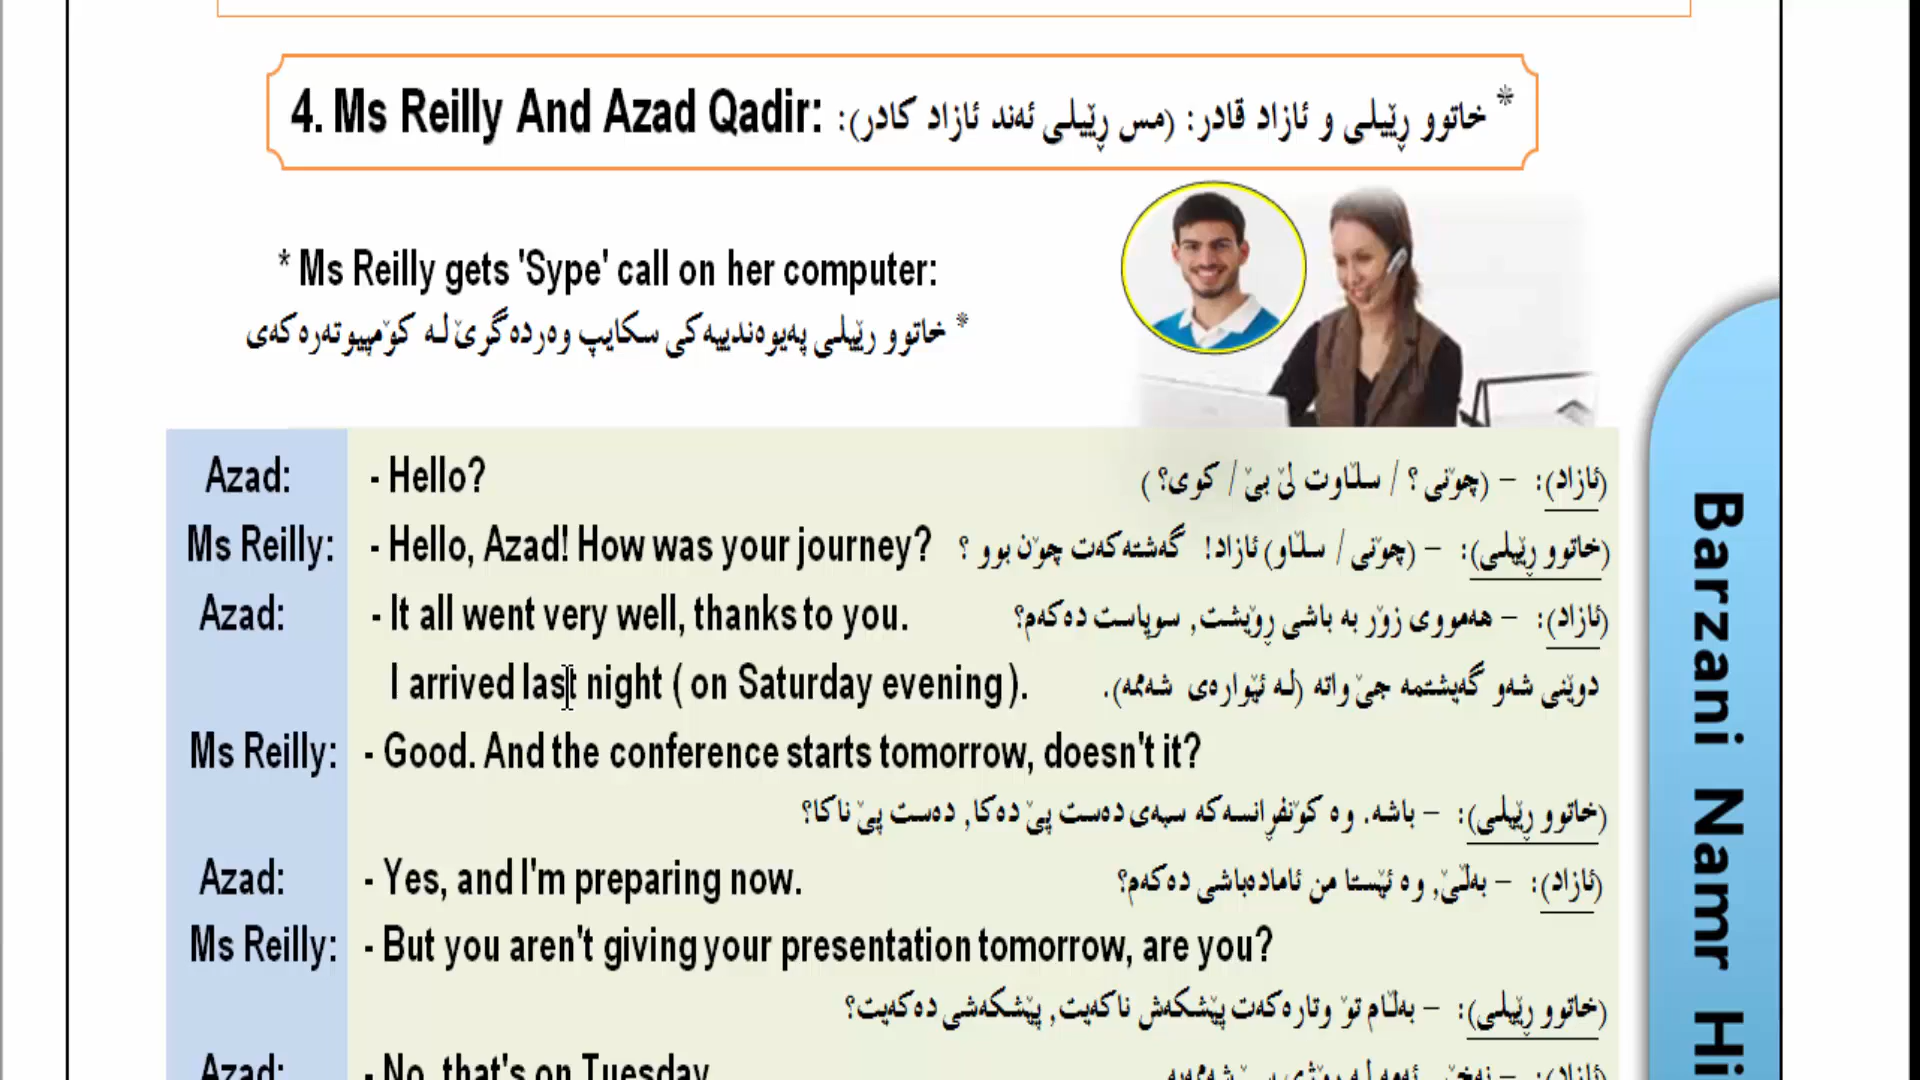 4. Ms Reilly And Azad Qadir: * خاتوو ڕێیلی و ئازاد قادر: (مس ڕێیلی ئەند ئازاد کادر):
* Ms Reilly gets 'Sype' call on her computer:
* خاتوو ڕێیلی پەیوەندییەکی سکایپ وەردەگرێ لە کۆمپیوتەرەکەی
Azad: - Hello? (ئازاد): – (چۆنی ؟ / سڵاوت لێ بێ / کوی؟ )
Ms Reilly: - Hello, Azad! How was your journey? (خاتوو ڕێیلی): – (چۆنی / سڵاو) ئازاد! گەشتەکەت چۆن بوو ؟
Azad: - It all went very well, thanks to you. (ئازاد): – هەمووی زۆر بە باشی ڕۆیشت, سوپاست دەکەم؟
I arrived last night ( on Saturday evening ). دوێنی شەو گەیشتمە جێ واتە (لە ئێوارەی شەممە).
Ms Reilly: - Good. And the conference starts tomorrow, doesn't it?
(خاتوو ڕێیلی): – باشە. وە کۆنفڕانسەکە سبەی دەست پێ دەکا, دەست پێ ناکا؟
Azad: - Yes, and I'm preparing now. (ئازاد): – بەڵێ, وە ئێستا من ئامادەباشی دەکەم؟
Ms Reilly: - But you aren't giving your presentation tomorrow, are you?
(خاتوو ڕێیلی): – بەڵام تۆ وتارەکەت پێشکەش ناکەیت, پێشکەشی دەکەیت؟
Azad: - No, that's on Tuesday
Barzani Namr Hi